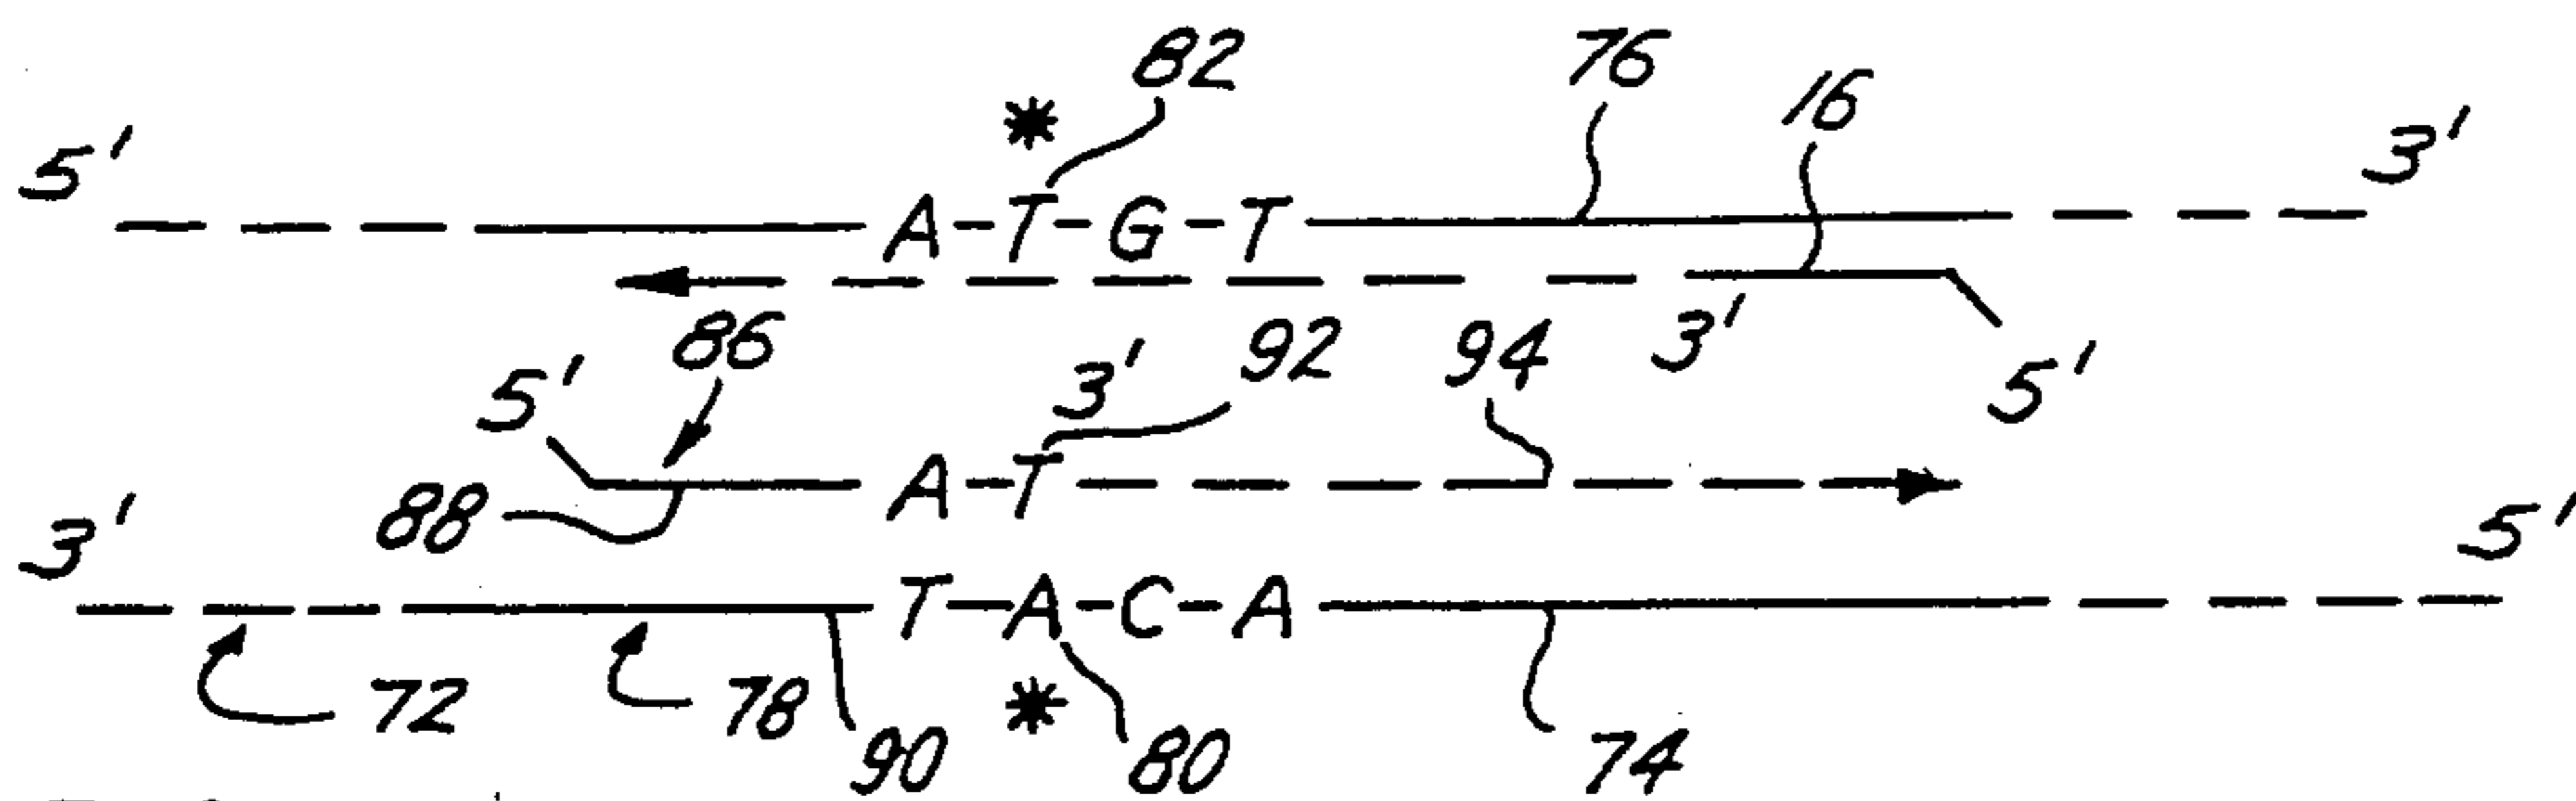 82 76 16
* 
5' A-T-G-T 3'
86 3' 92 94 3' 5'
5' A-T
88
3' T-A-C-A 5'
72 78 90 * 80 74